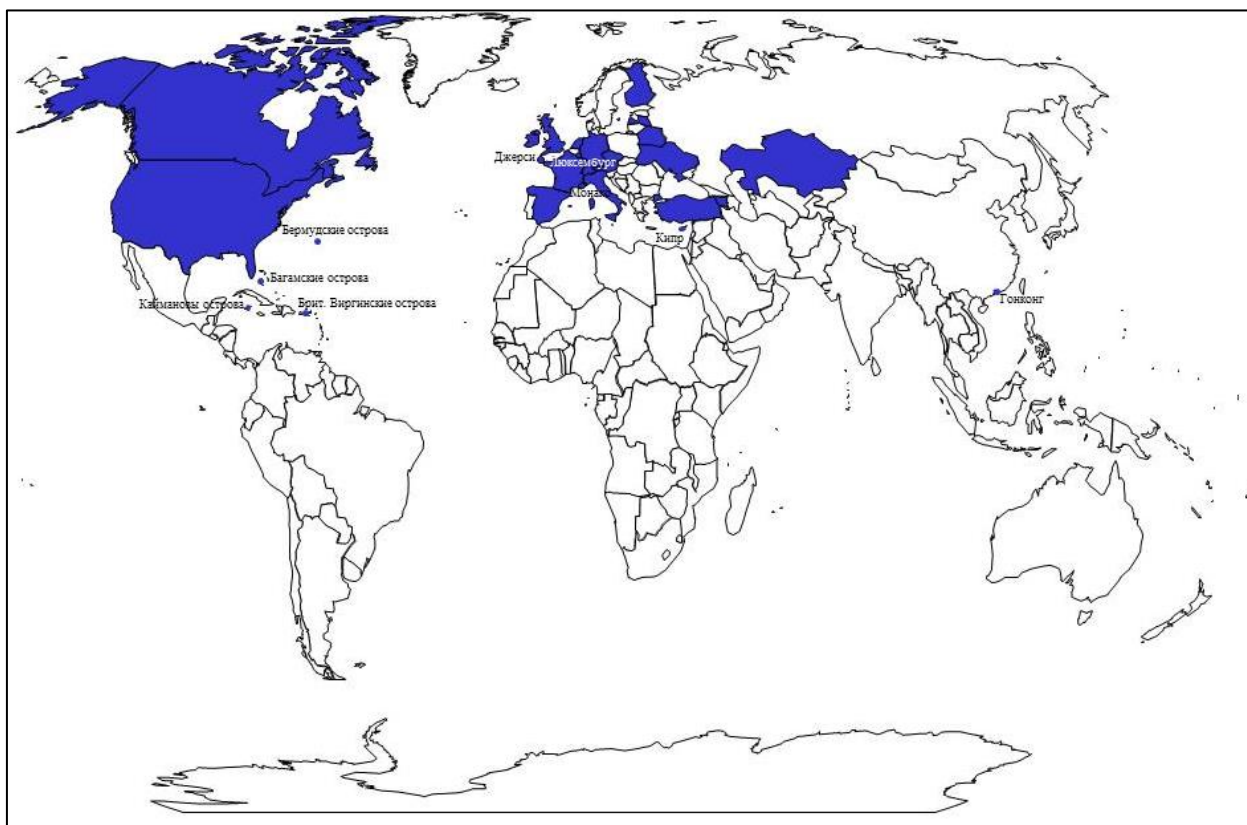 Джерси
Люксембург
Монако
Бермудские острова
Кипр
Багамские острова
Каймановы острова
Брит. Виргинские острова
Гонконг